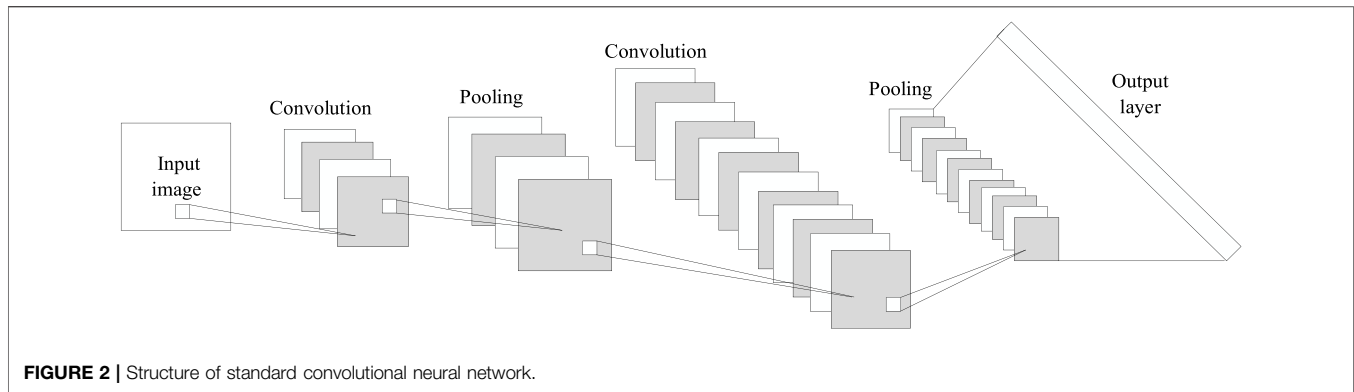 Input
image
Convolution
Pooling
Convolution
Pooling
Output
layer
FIGURE 2 | Structure of standard convolutional neural network.